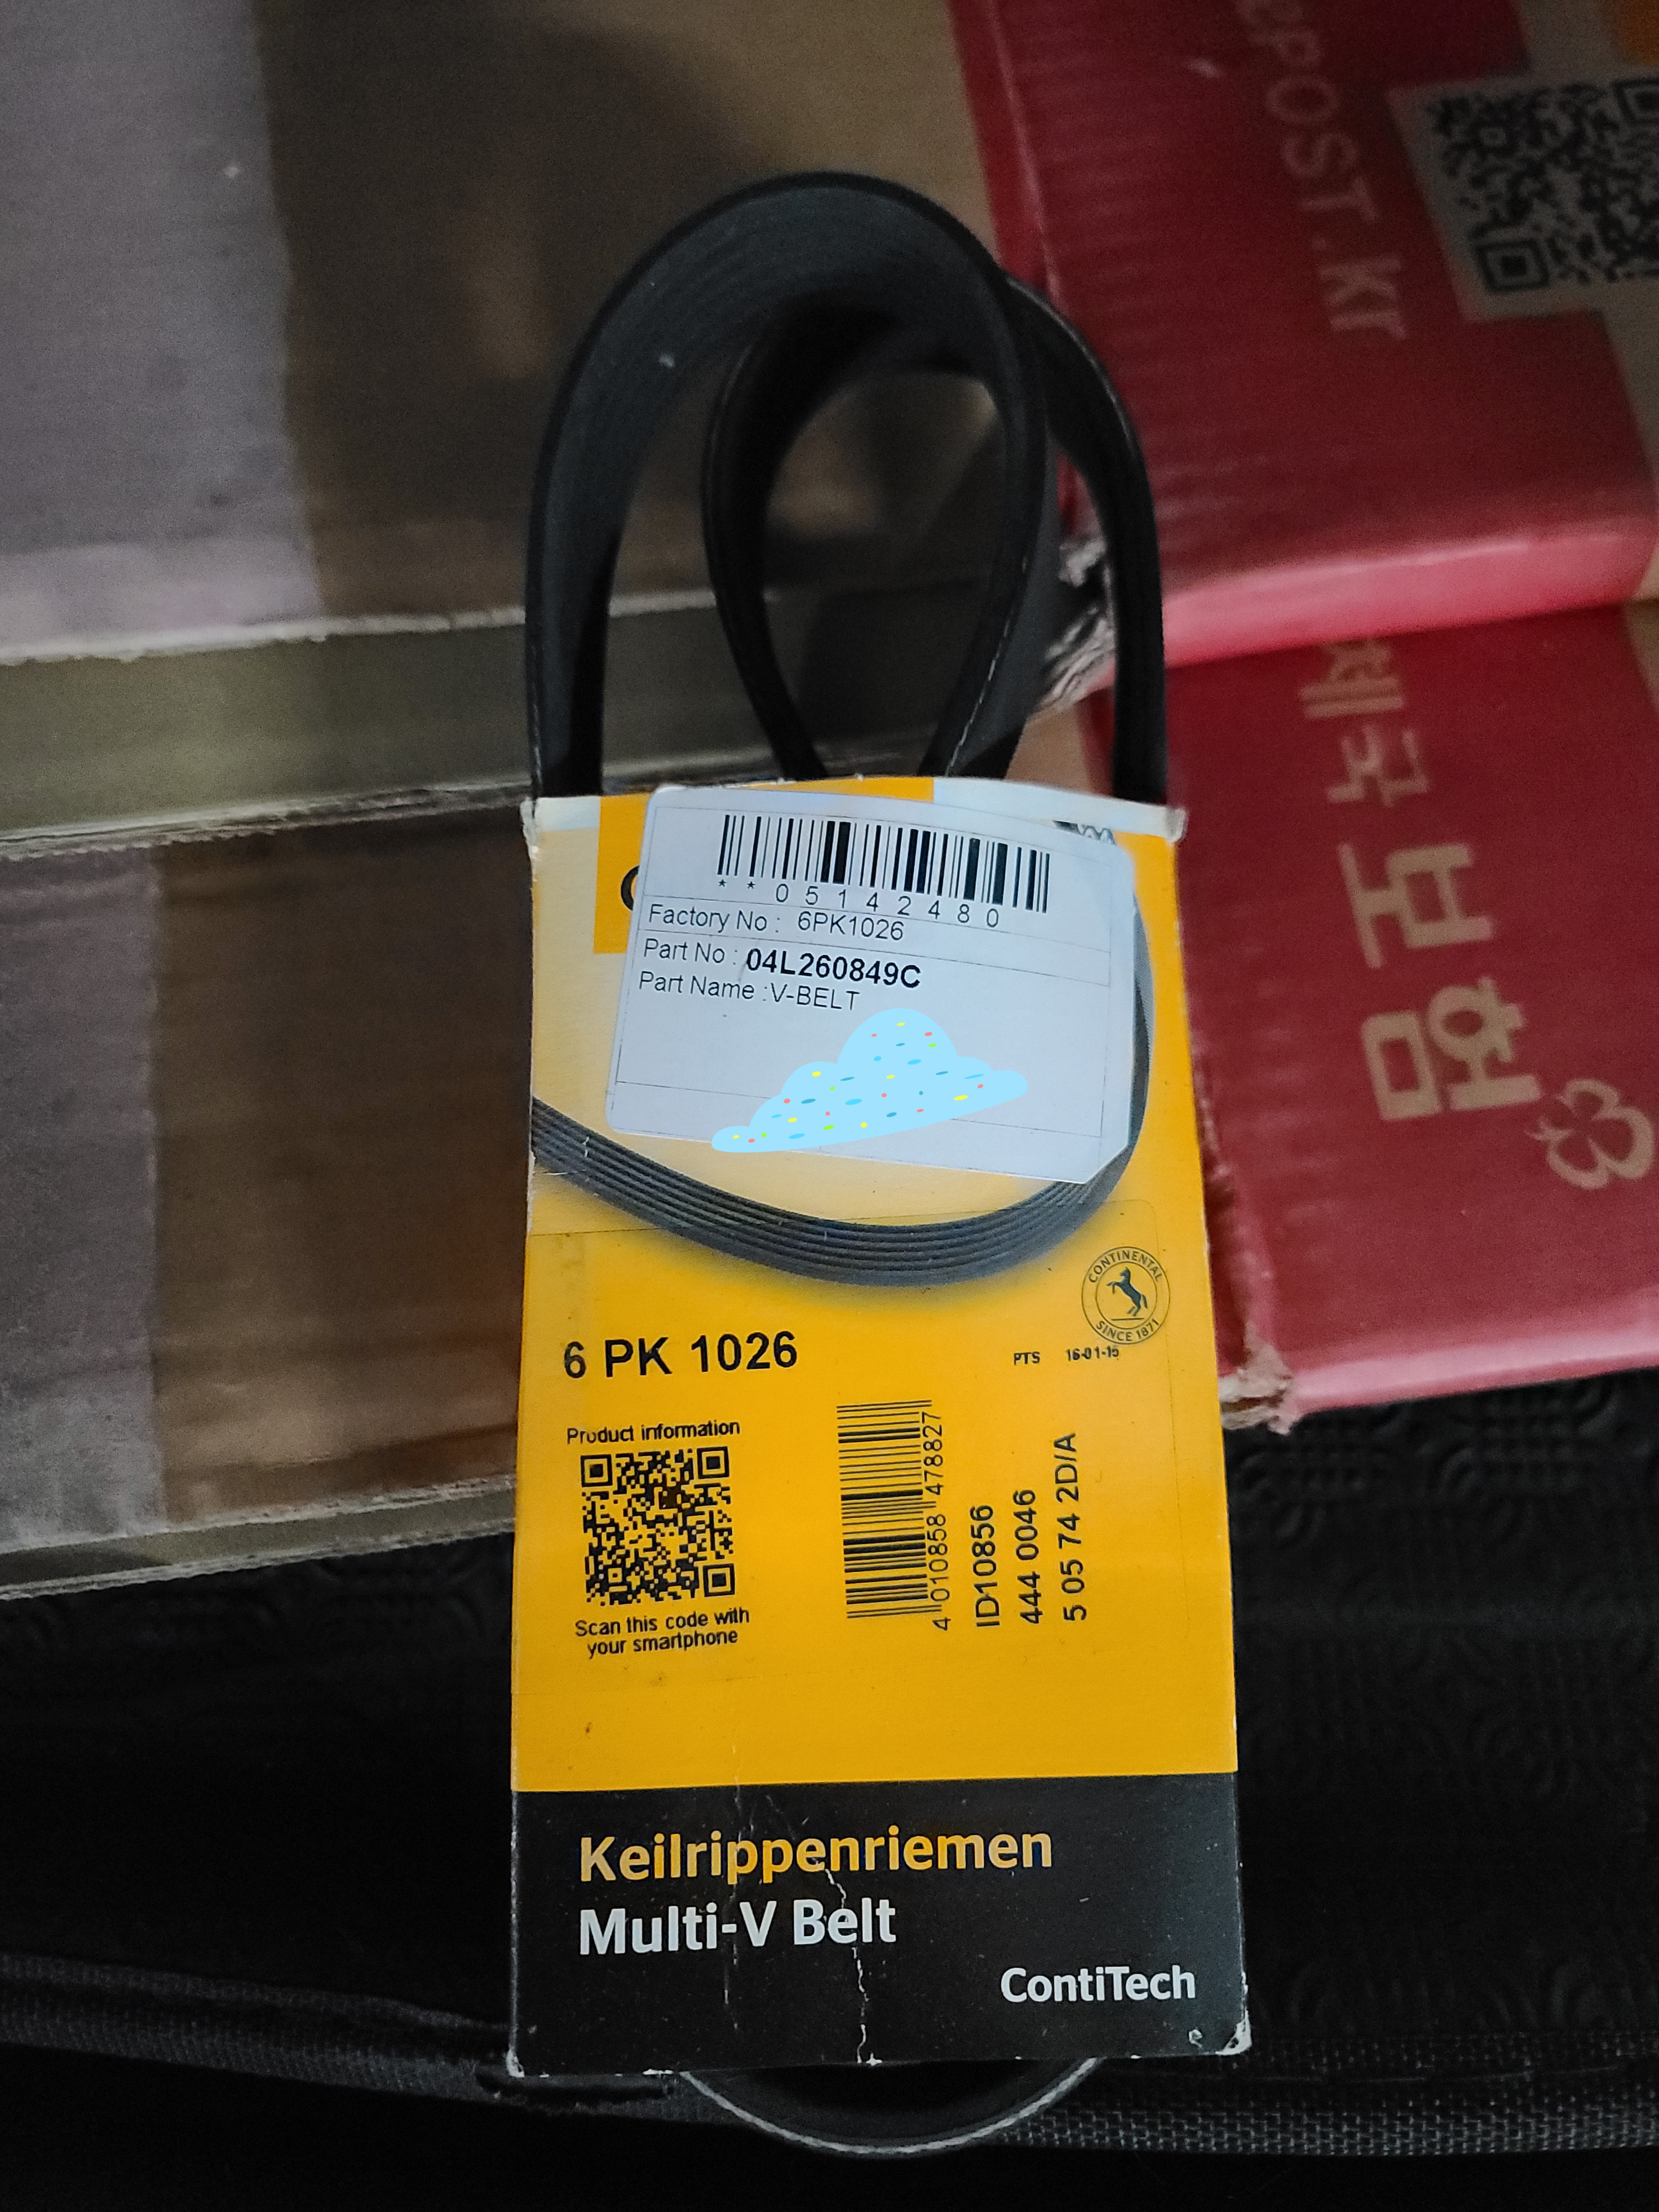 ePOST.kr
체국 보험
**05142480
Factory No : 6PK1026
Part No : 04L260849C
Part Name :V-BELT
CONTINENTAL
SINCE 1871
6 PK 1026
PTS 16-01-15
Product information
Scan this code with
your smartphone
4 010858 478827
ID10856
444 0046
5 05 74 2D/A
Keilrippenriemen
Multi-V Belt
ContiTech